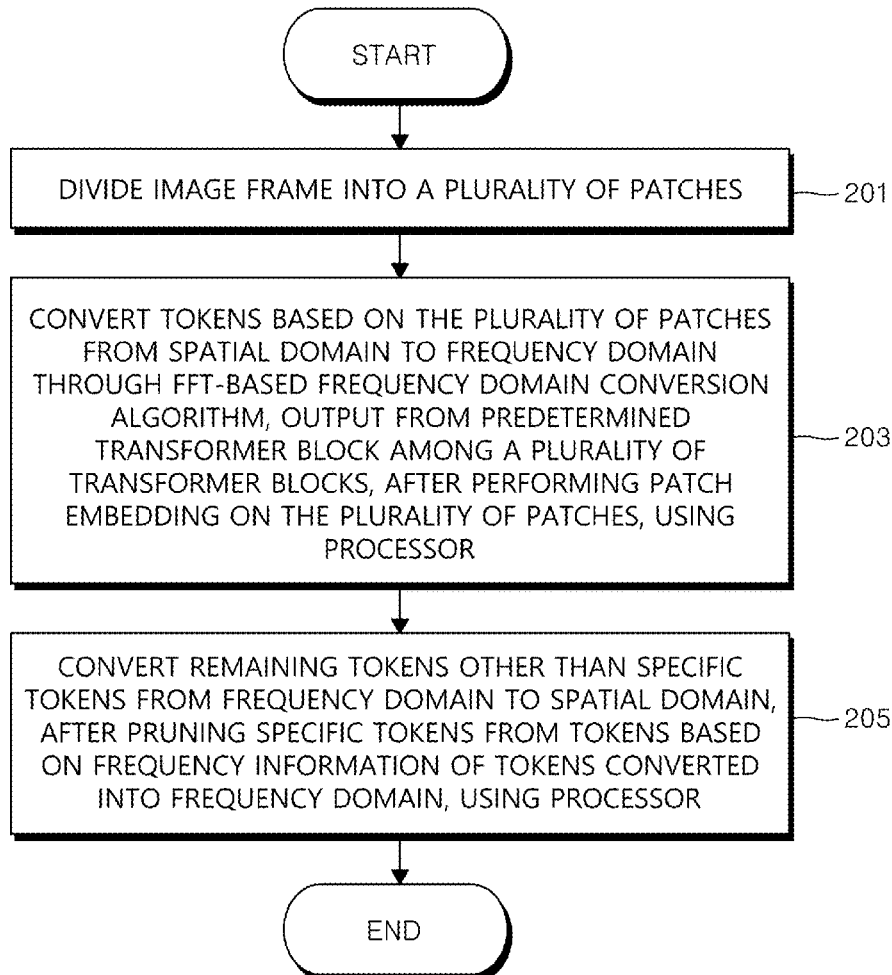 START
DIVIDE IMAGE FRAME INTO A PLURALITY OF PATCHES
201
CONVERT TOKENS BASED ON THE PLURALITY OF PATCHES
FROM SPATIAL DOMAIN TO FREQUENCY DOMAIN
THROUGH FFT-BASED FREQUENCY DOMAIN CONVERSION
ALGORITHM, OUTPUT FROM PREDETERMINED
TRANSFORMER BLOCK AMONG A PLURALITY OF
TRANSFORMER BLOCKS, AFTER PERFORMING PATCH
EMBEDDING ON THE PLURALITY OF PATCHES, USING
PROCESSOR
203
CONVERT REMAINING TOKENS OTHER THAN SPECIFIC
TOKENS FROM FREQUENCY DOMAIN TO SPATIAL DOMAIN,
AFTER PRUNING SPECIFIC TOKENS FROM TOKENS BASED
ON FREQUENCY INFORMATION OF TOKENS CONVERTED
INTO FREQUENCY DOMAIN, USING PROCESSOR
205
END